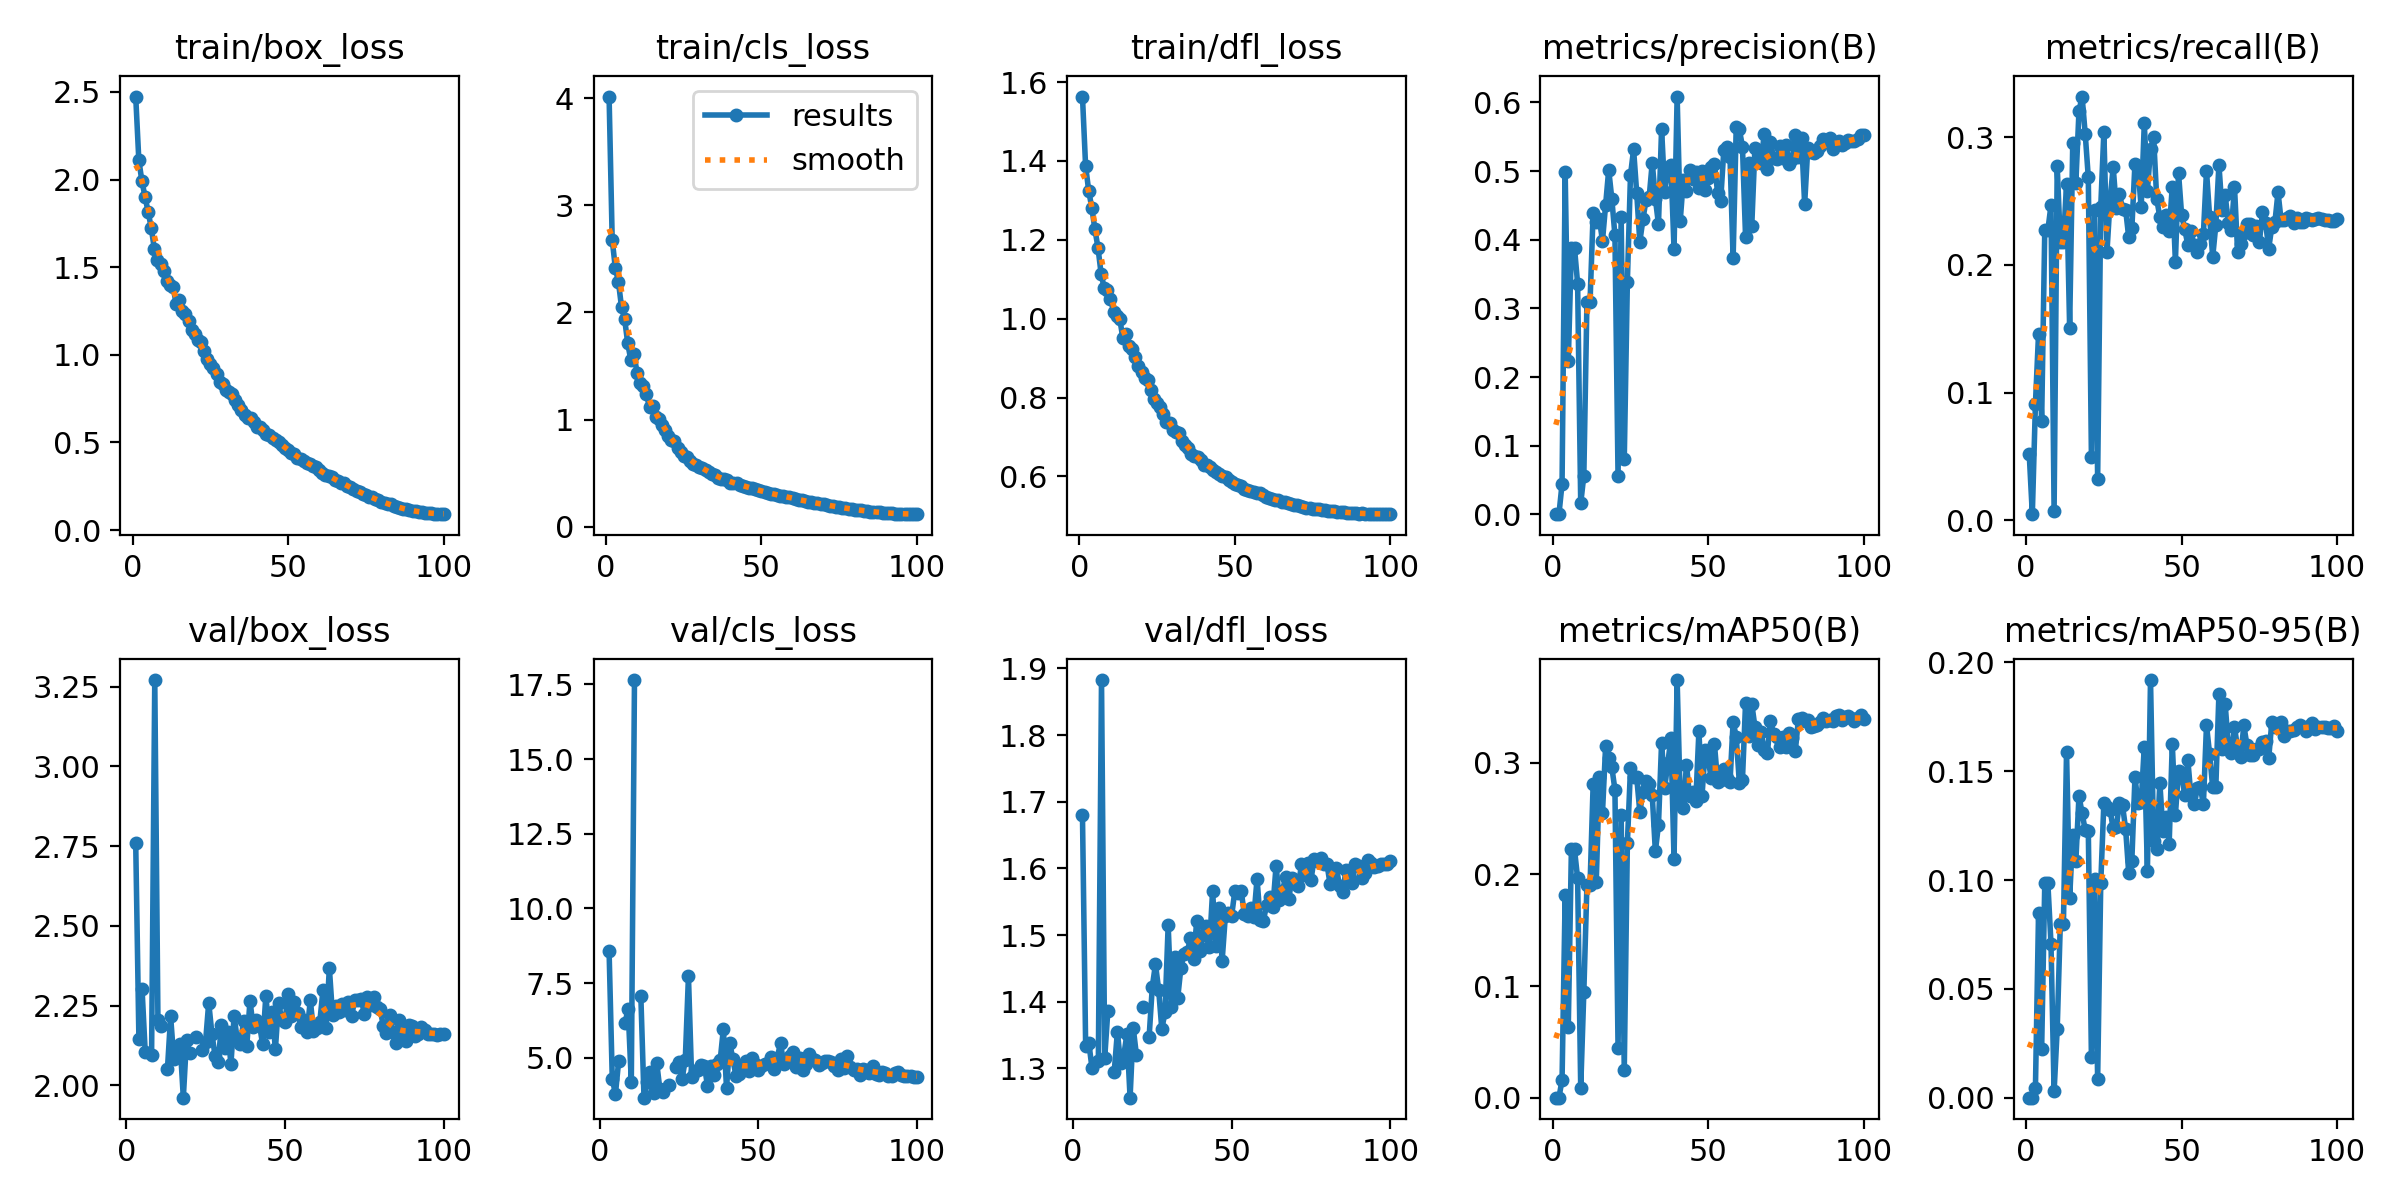 train/box_loss
train/cls_loss
train/dfl_loss
metrics/precision(B)
metrics/recall(B)
2.5
2.0
1.5
1.0
0.5
0.0
0 50 100
4
3
2
1
0
results
smooth
0 50 100
1.6
1.4
1.2
1.0
0.8
0.6
0 50 100
0.6
0.5
0.4
0.3
0.2
0.1
0.0
0 50 100
0.3
0.2
0.1
0.0
0 50 100
val/box_loss
val/cls_loss
val/dfl_loss
metrics/mAP50(B)
metrics/mAP50-95(B)
3.25
3.00
2.75
2.50
2.25
2.00
0 50 100
17.5
15.0
12.5
10.0
7.5
5.0
0 50 100
1.9
1.8
1.7
1.6
1.5
1.4
1.3
0 50 100
0.3
0.2
0.1
0.0
0 50 100
0.20
0.15
0.10
0.05
0.00
0 50 100